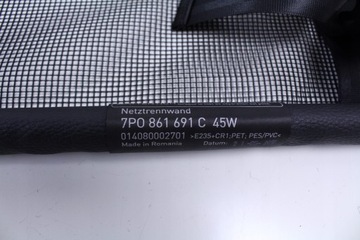 Netztrennwand
7P0 861 691 C 45W
014080002701 >E235+CR1;PET; PES/PVC<
Made in Romania Datum: